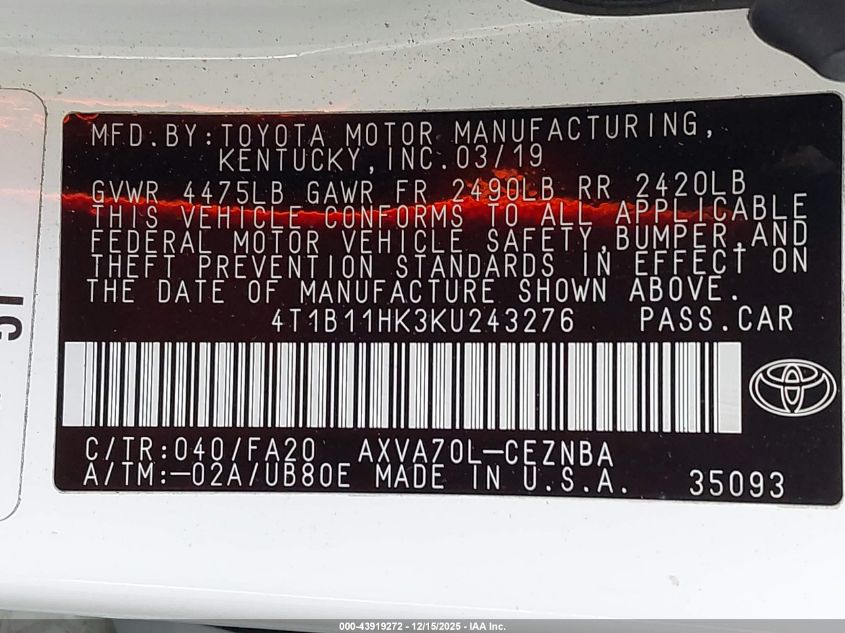 MFD.BY:TOYOTA MOTOR MANUFACTURING,
KENTUCKY,INC.03/19
GVWR 4475LB GAWR FR 2490LB RR 2420LB
THIS VEHICLE CONFORMS TO ALL APPLICABLE
FEDERAL MOTOR VEHICLE SAFETY,BUMPER,AND
THEFT PREVENTION STANDARDS IN EFFECT ON
THE DATE OF MANUFACTURE SHOWN ABOVE.
4T1B11HK3KU243276 PASS.CAR
C/TR:040/FA20 AXVA70L-CEZNBA
A/TM:-02A/UB80E MADE IN U.S.A. 35093
000-43919272 - 12/15/2025 - IAA Inc.